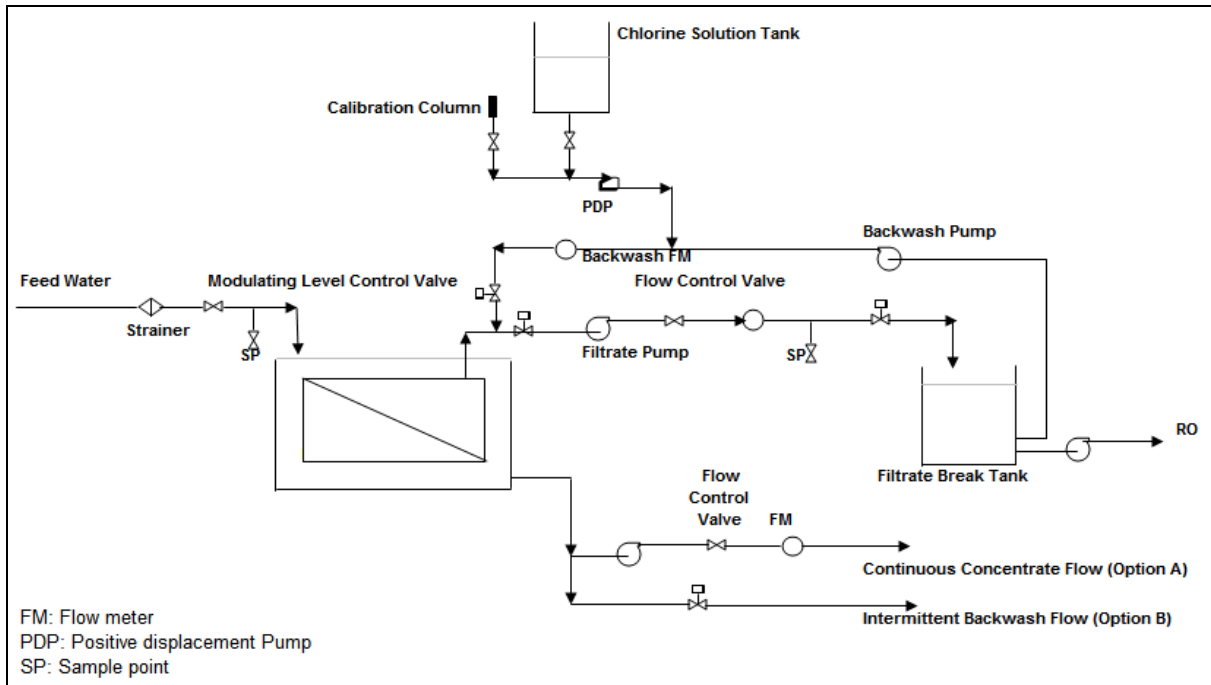 Chlorine Solution Tank
Calibration Column
PDP
Backwash Pump
Backwash FM
Feed Water
Modulating Level Control Valve
Flow Control Valve
Strainer
SP
Filtrate Pump
SP
RO
Filtrate Break Tank
Flow
Control
Valve
FM
Continuous Concentrate Flow (Option A)
Intermittent Backwash Flow (Option B)
FM: Flow meter
PDP: Positive displacement Pump
SP: Sample point